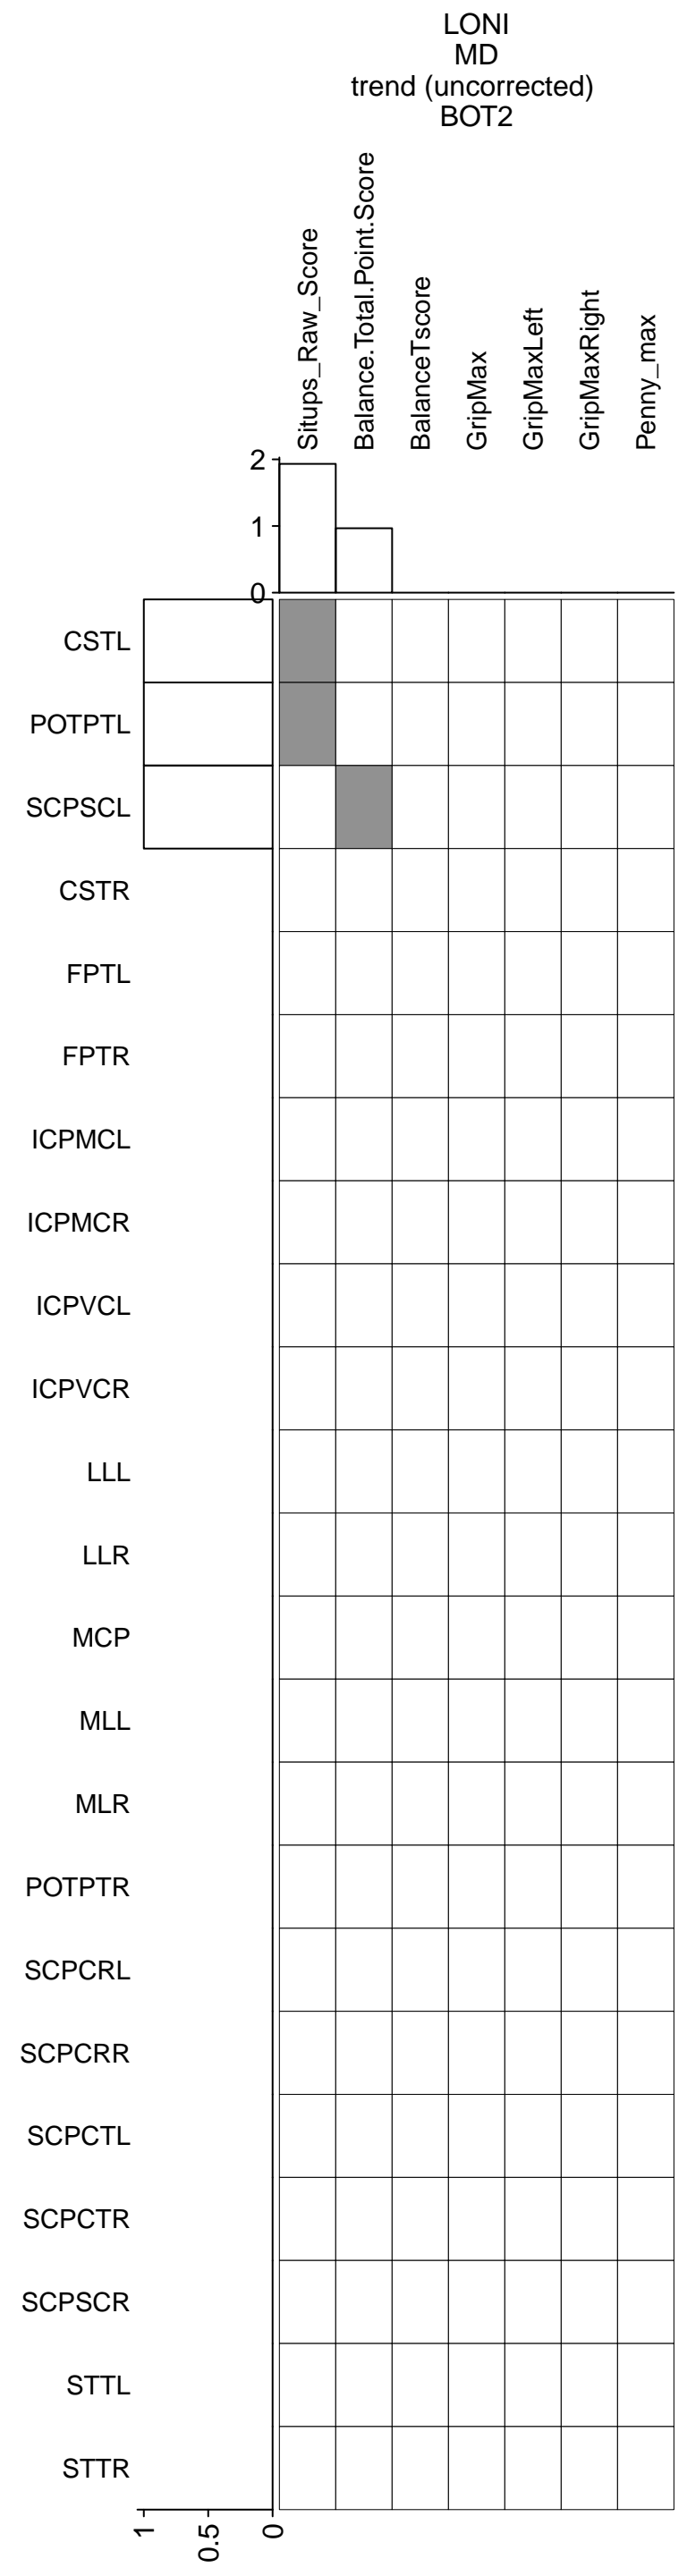 LONI
MD
trend (uncorrected)
BOT2
Situps_Raw_Score
Balance.Total.Point.Score
BalanceTscore
GripMax
GripMaxLeft
GripMaxRight
Penny_max
2
1
0
CSTL
POTPTL
SCPSCL
CSTR
FPTL
FPTR
ICPMCL
ICPMCR
ICPVCL
ICPVCR
LLL
LLR
MCP
MLL
MLR
POTPTR
SCPCRL
SCPCRR
SCPCTL
SCPCTR
SCPSCR
STTL
STTR
1
0.5
0